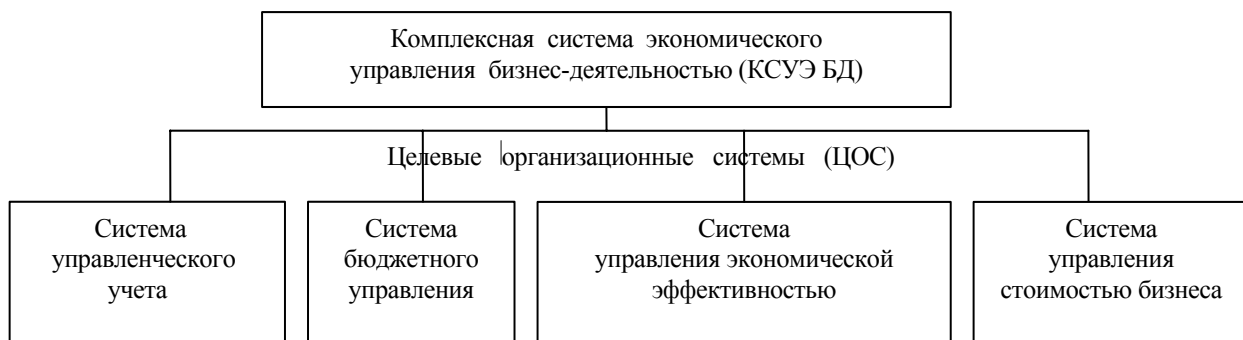 Комплексная система экономического
управления бизнес-деятельностью (КСУЭ БД)
Целевые организационные системы (ЦОС)
Система
управленческого
учета
Система
бюджетного
управления
Система
управления экономической
эффективностью
Система
управления
стоимостью бизнеса